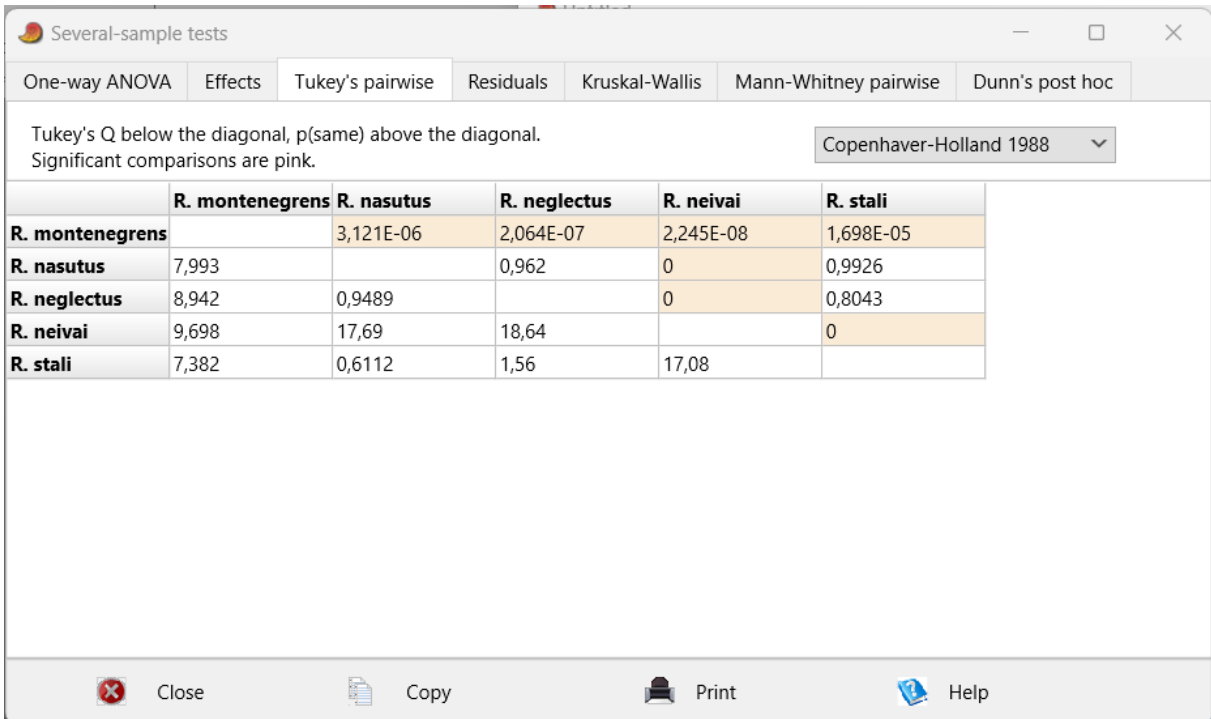 Untitled
Several-sample tests
One-way ANOVA Effects Tukey's pairwise Residuals Kruskal-Wallis Mann-Whitney pairwise Dunn's post hoc
Tukey's Q below the diagonal, p(same) above the diagonal.
Significant comparisons are pink.
Copenhaver-Holland 1988
R. montenegrens R. nasutus R. neglectus R. neivai R. stali
R. montenegrens 3,121E-06 2,064E-07 2,245E-08 1,698E-05
R. nasutus 7,993 0,962 0 0,9926
R. neglectus 8,942 0,9489 0 0,8043
R. neivai 9,698 17,69 18,64 0
R. stali 7,382 0,6112 1,56 17,08
Close Copy Print Help